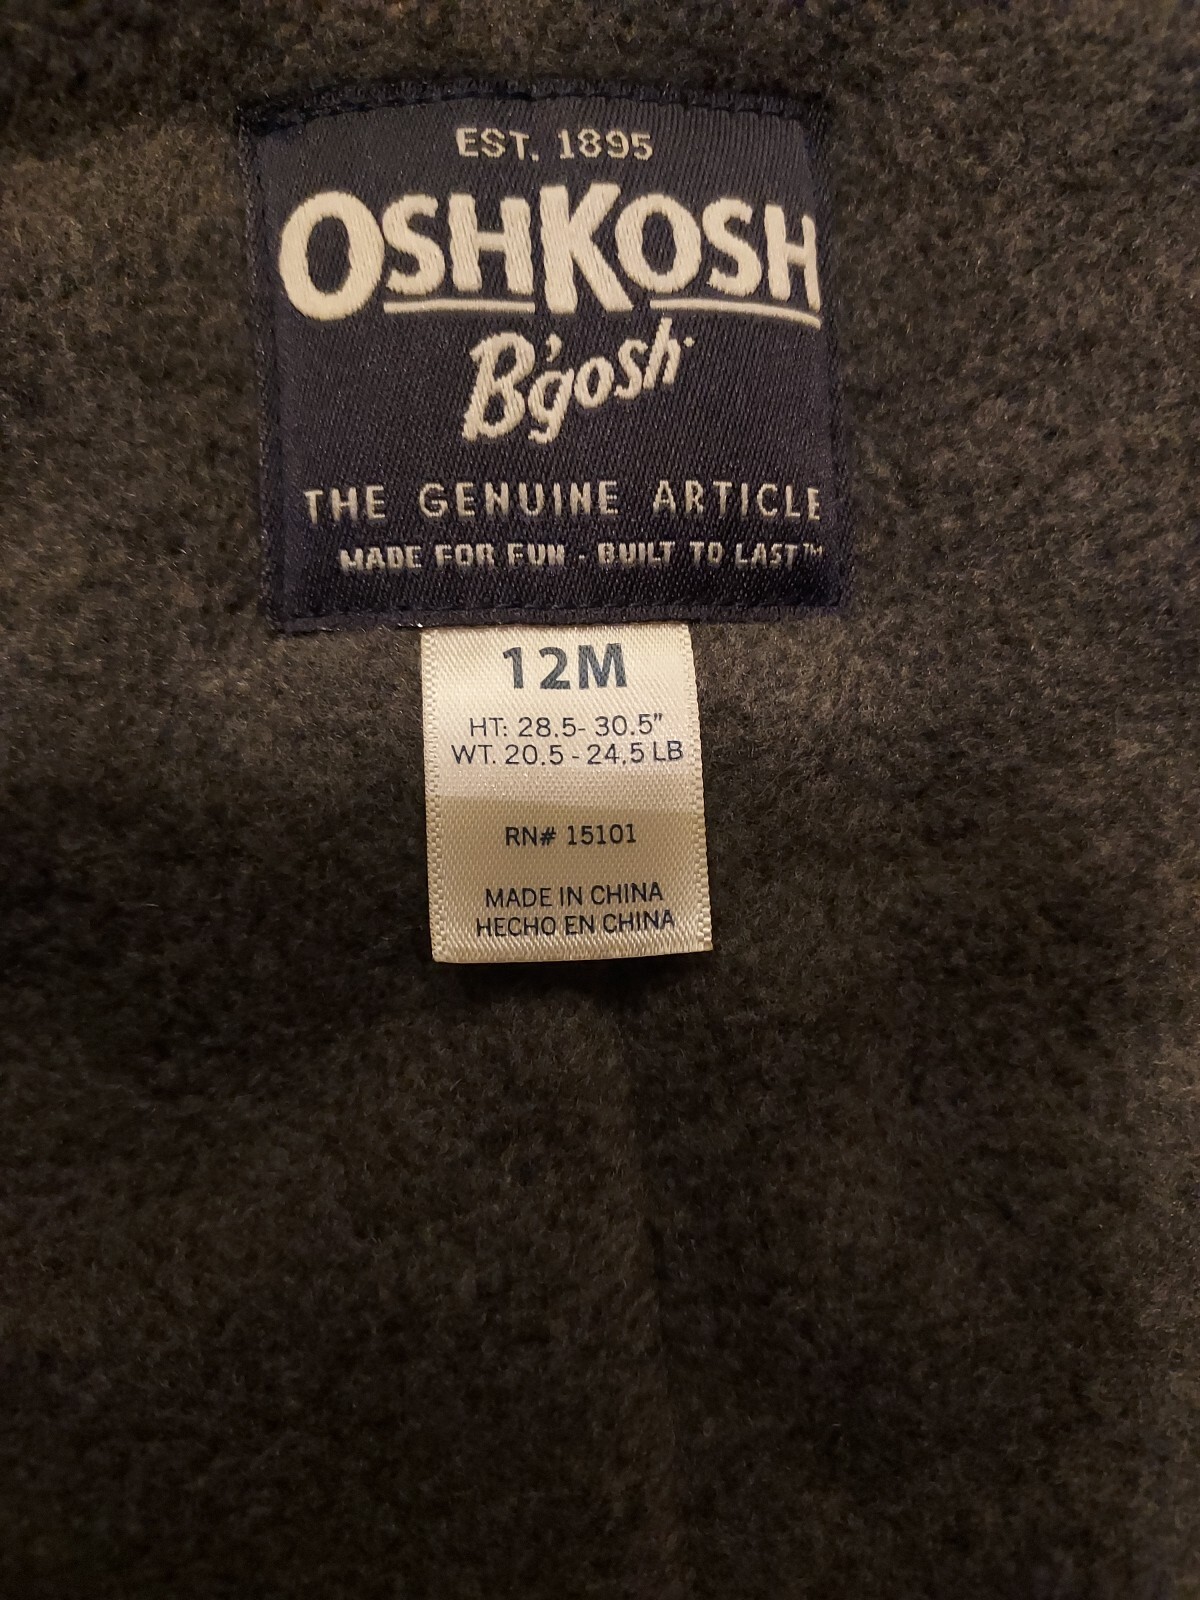 EST. 1895
OSHKOSH
B'gosh
THE GENUINE ARTICLE
MADE FOR FUN - BUILT TO LAST™
12M
HT: 28.5- 30.5"
WT. 20.5 - 24.5 LB
RN# 15101
MADE IN CHINA
HECHO EN CHINA